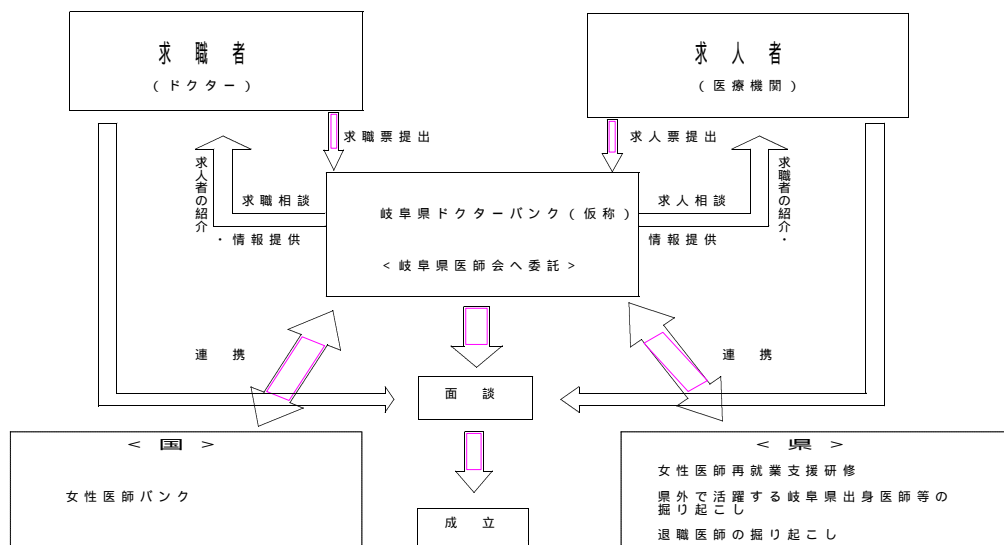 求職者
(ドクター)
求人者
(医療機関)
求職票提出
求人票提出
求人者の紹介
・情報提供
求職相談
岐阜県ドクターバンク(仮称)
<岐阜県医師会へ委託>
求人相談
情報提供
求職者の紹介・
連携
連携
面談
成立
<国>
女性医師バンク
<県>
女性医師再就業支援研修
県外で活躍する岐阜県出身医師等の
掘り起こし
退職医師の掘り起こし